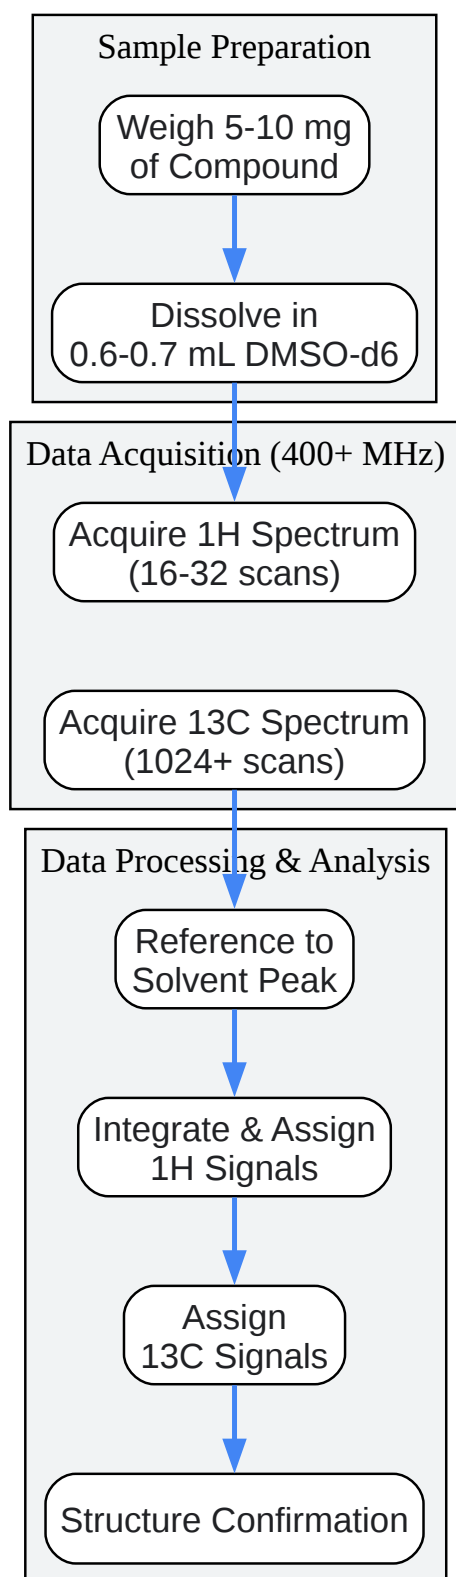 Sample Preparation
Weigh 5-10 mg
of Compound
Dissolve in
0.6-0.7 mL DMSO-d6
Data Acquisition (400+ MHz)
Acquire 1H Spectrum
(16-32 scans)
Acquire 13C Spectrum
(1024+ scans)
Data Processing & Analysis
Reference to
Solvent Peak
Integrate & Assign
1H Signals
Assign
13C Signals
Structure Confirmation